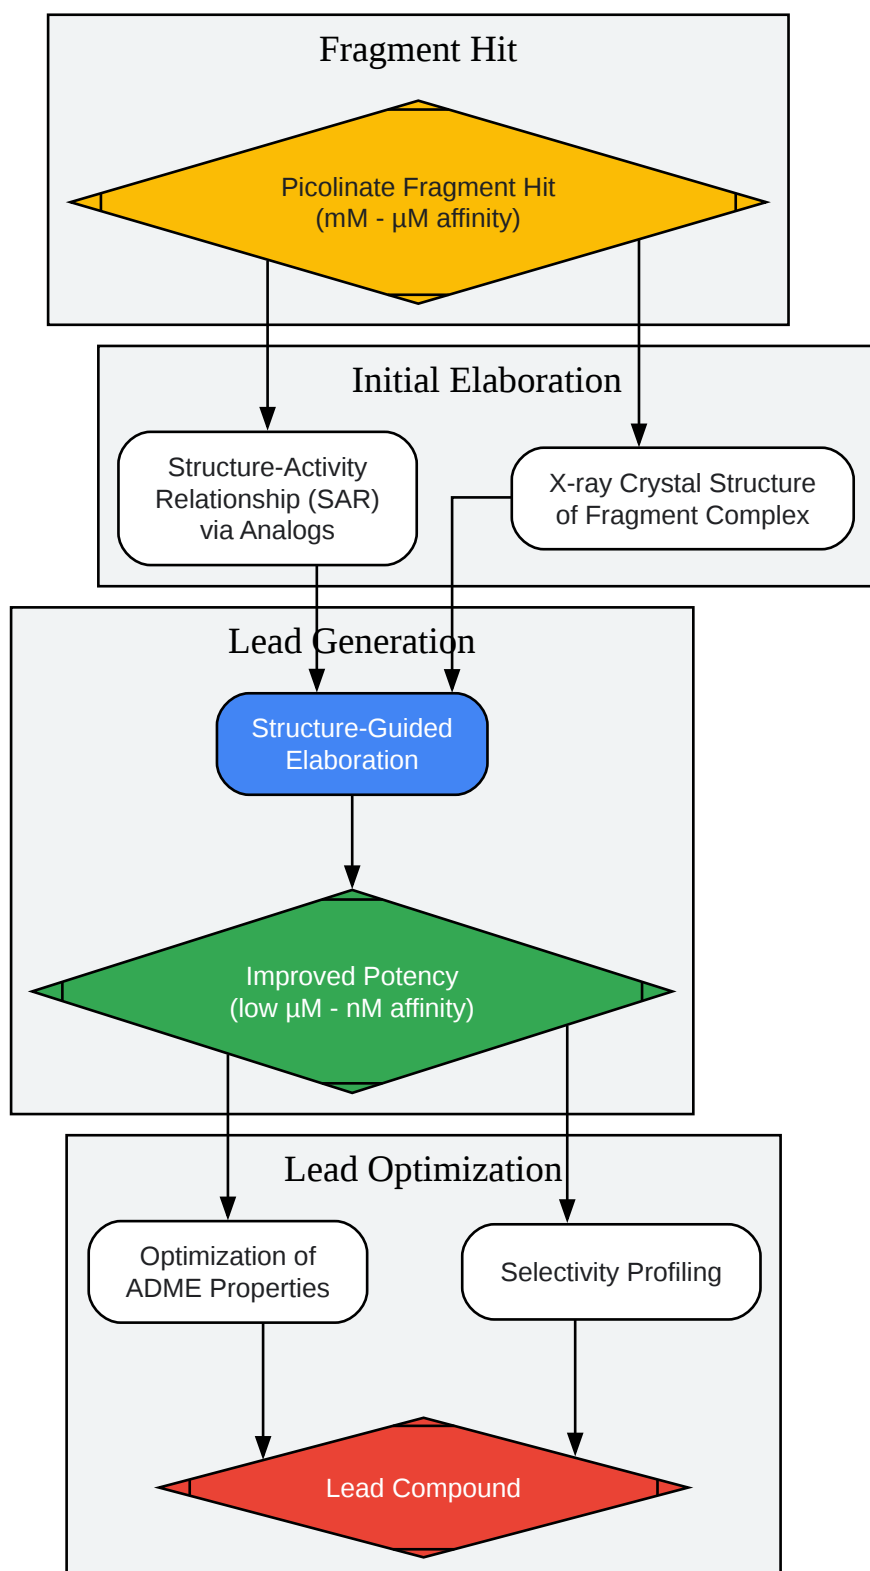 Fragment Hit
Picolinate Fragment Hit
(mM - µM affinity)
Initial Elaboration
Structure-Activity
Relationship (SAR)
via Analogs
X-ray Crystal Structure
of Fragment Complex
Lead Generation
Structure-Guided
Elaboration
Improved Potency
(low µM - nM affinity)
Lead Optimization
Optimization of
ADME Properties
Selectivity Profiling
Lead Compound